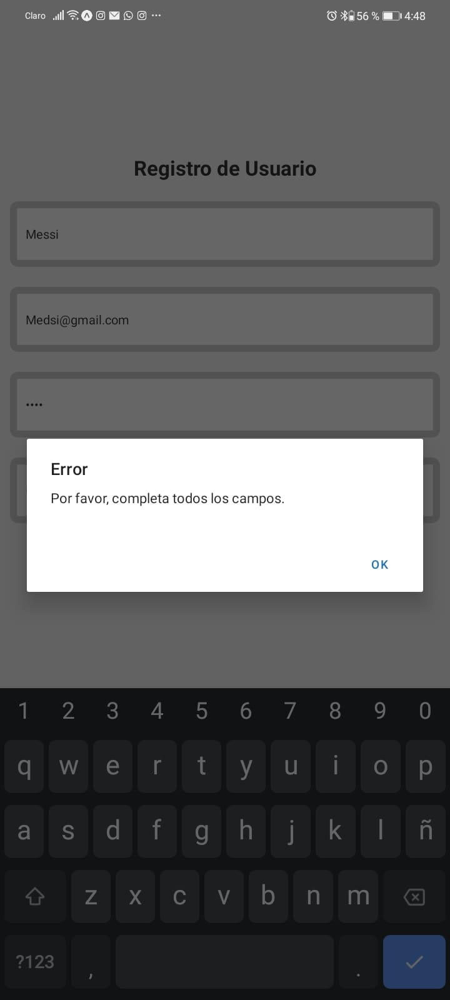 Claro 56 % 4:48
Registro de Usuario
Messi
Medsi@gmail.com
••••
Error
Por favor, completa todos los campos.
OK
1 2 3 4 5 6 7 8 9 0
q w e r t y u i o p
a s d f g h j k l ñ
z x c v b n m
?123 , .